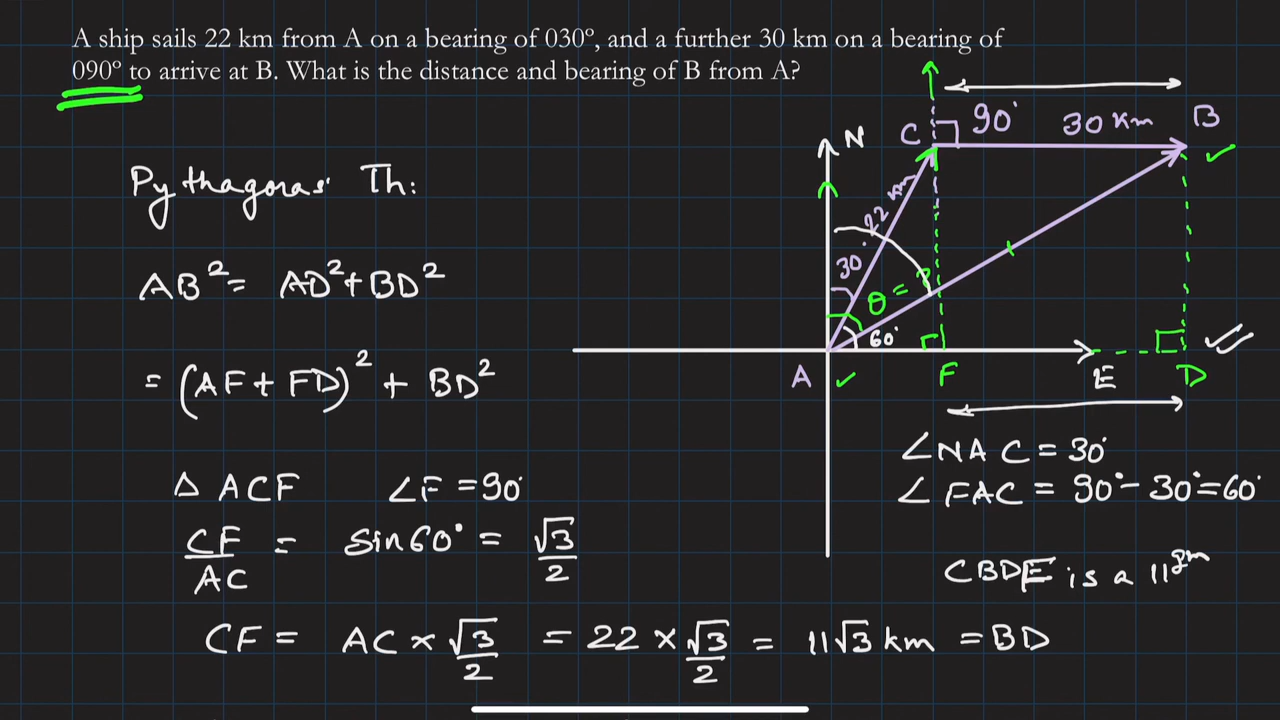 A ship sails 22 km from A on a bearing of 030°, and a further 30 km on a bearing of
090° to arrive at B. What is the distance and bearing of B from A?
Pythagoras' Th:
AB² = AD² + BD²
= (AF + FD)² + BD²
Δ ACF ∠F = 90°
CF/AC = Sin 60° = √3/2
CF = AC × √3/2 = 22 × √3/2 = 11√3 km = BD
N
C
90°
30 Km
B
22 km
30°
θ = ?
60°
A
F
E
D
∠NAC = 30°
∠FAC = 90° - 30° = 60°
CBDE is a 11gm